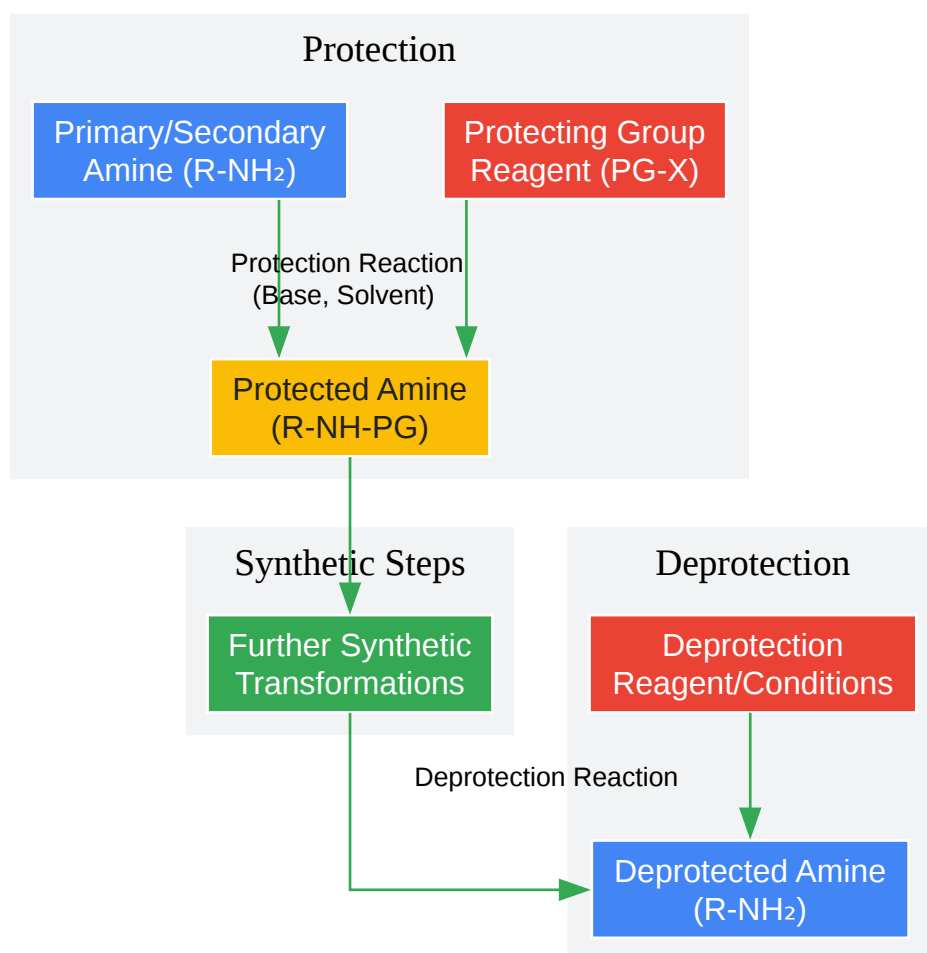 Protection
Primary/Secondary
Amine (R-NH₂)
Protecting Group
Reagent (PG-X)
Protection Reaction
(Base, Solvent)
Protected Amine
(R-NH-PG)
Synthetic Steps
Further Synthetic
Transformations
Deprotection
Deprotection
Reagent/Conditions
Deprotection Reaction
Deprotected Amine
(R-NH₂)